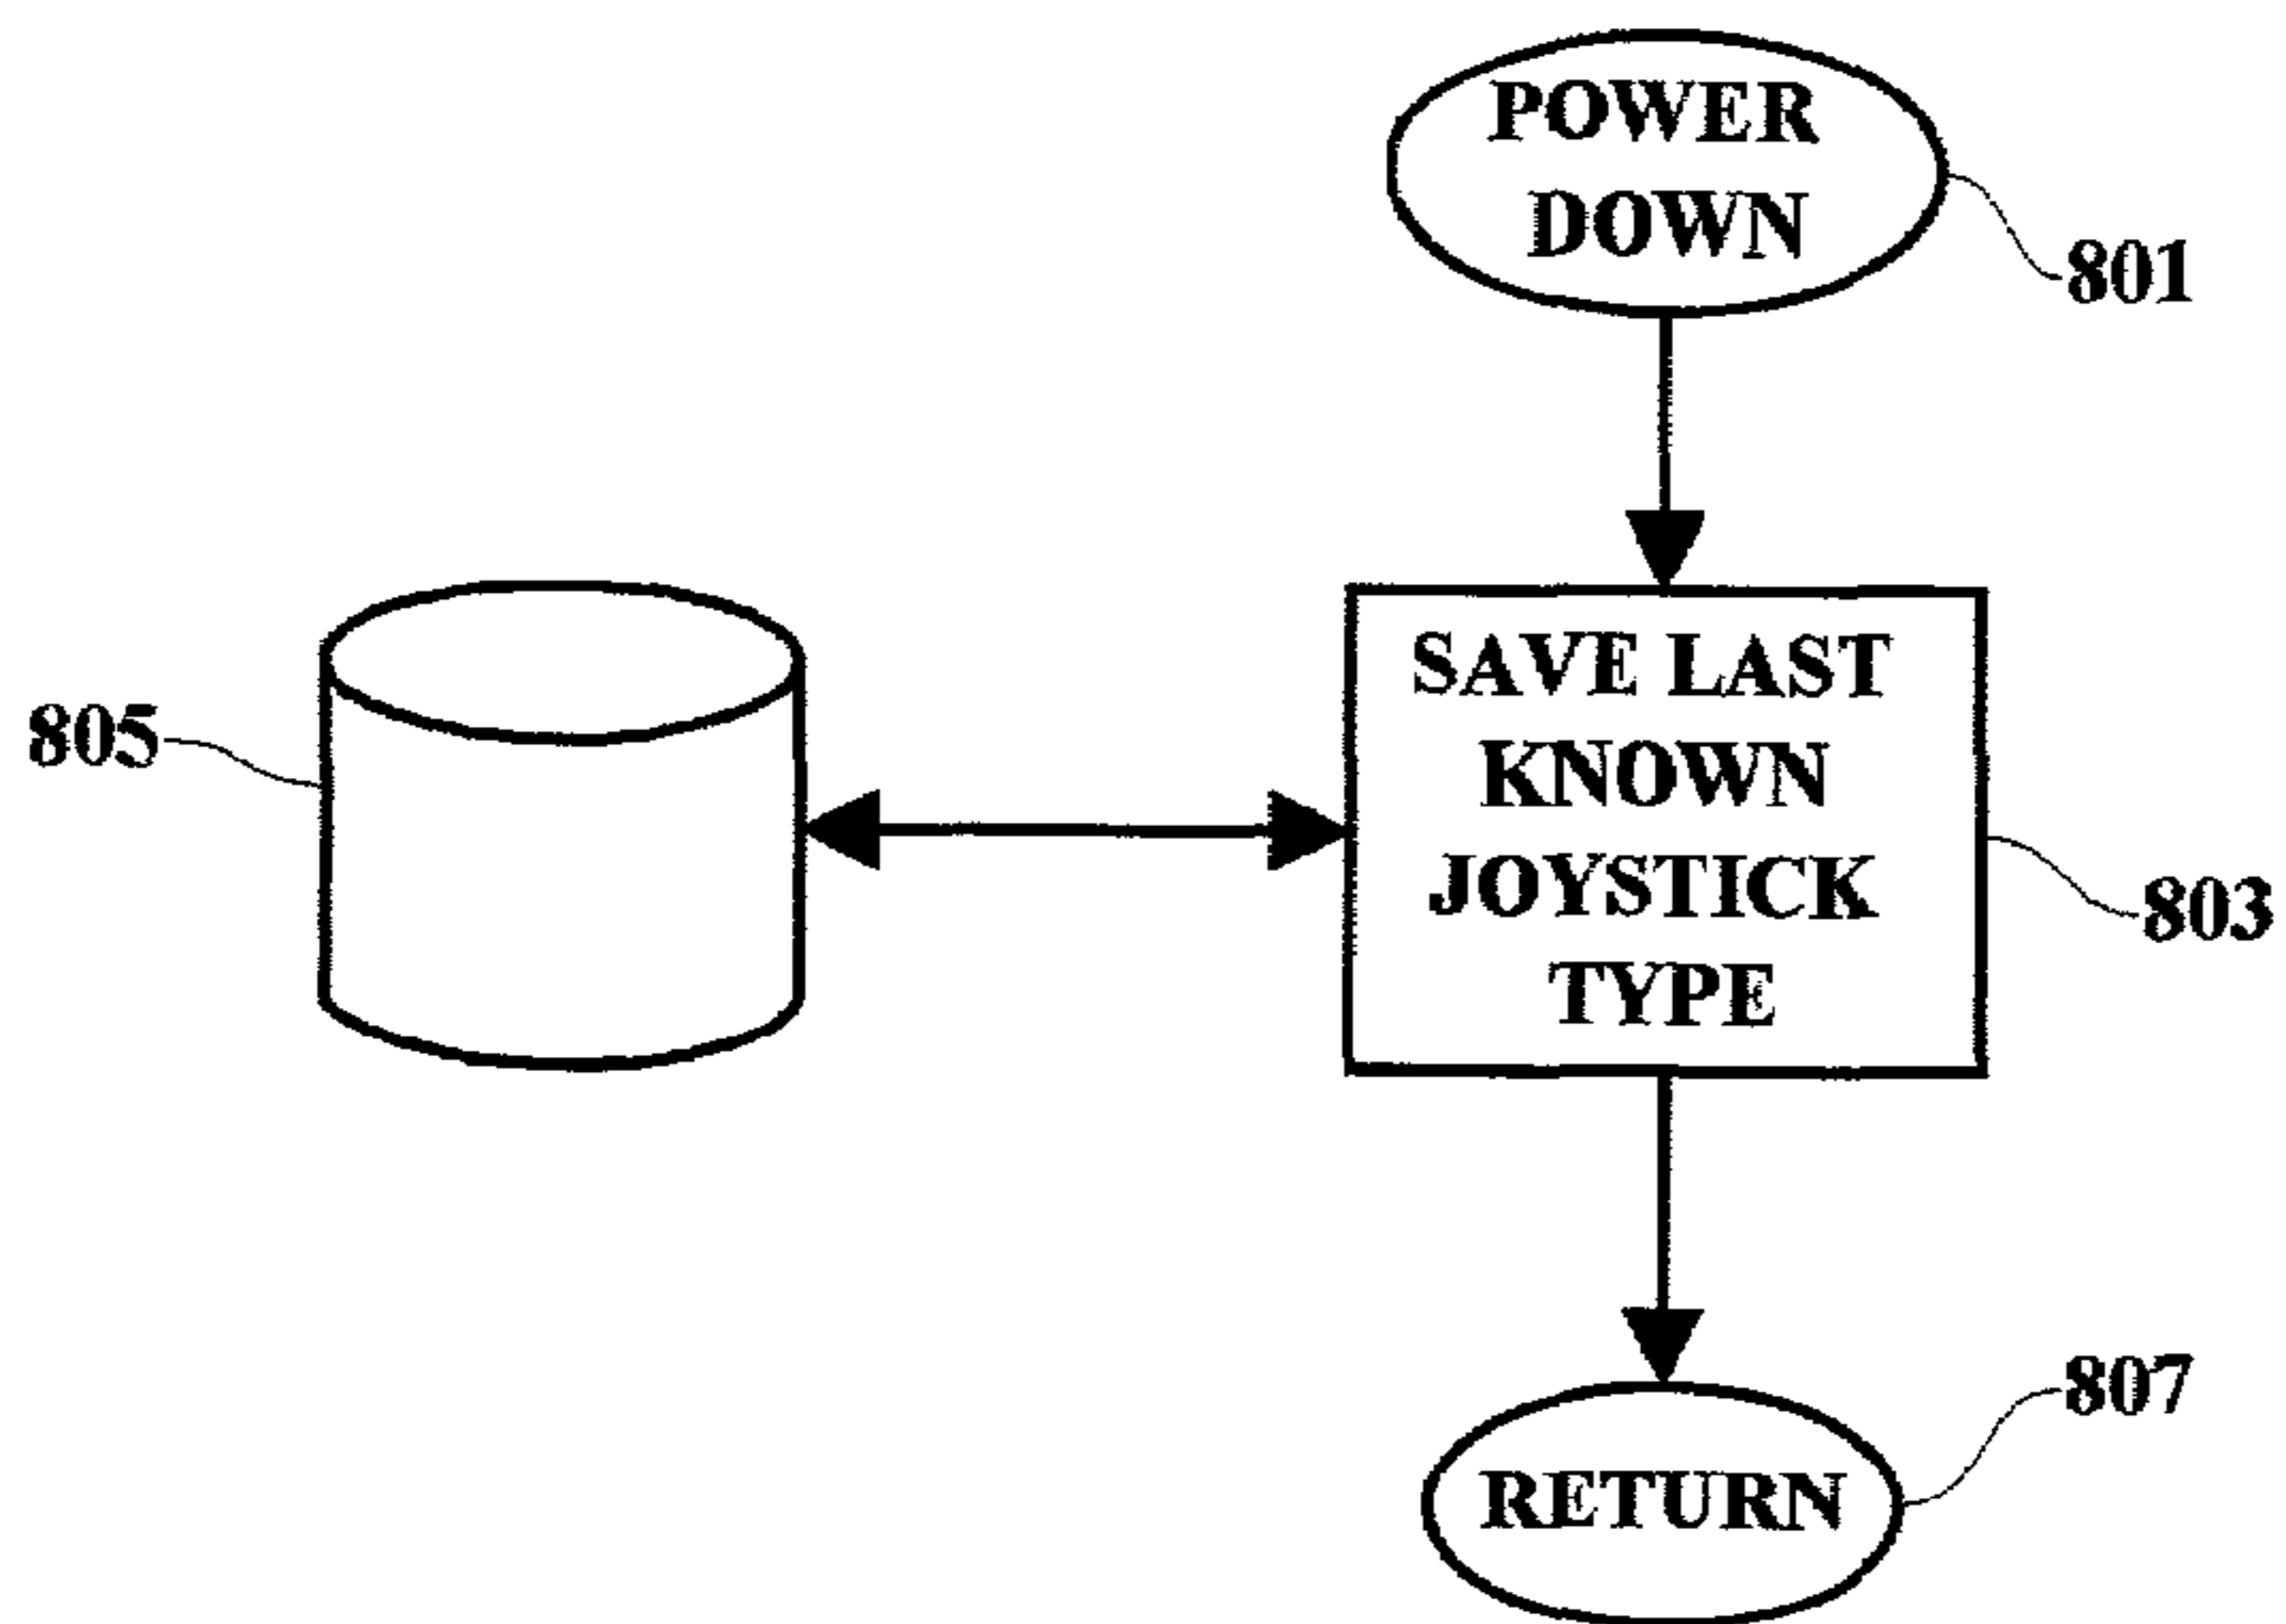 POWER
DOWN
801
SAVE LAST
KNOWN
JOYSTICK
TYPE
805
803
807
RETURN